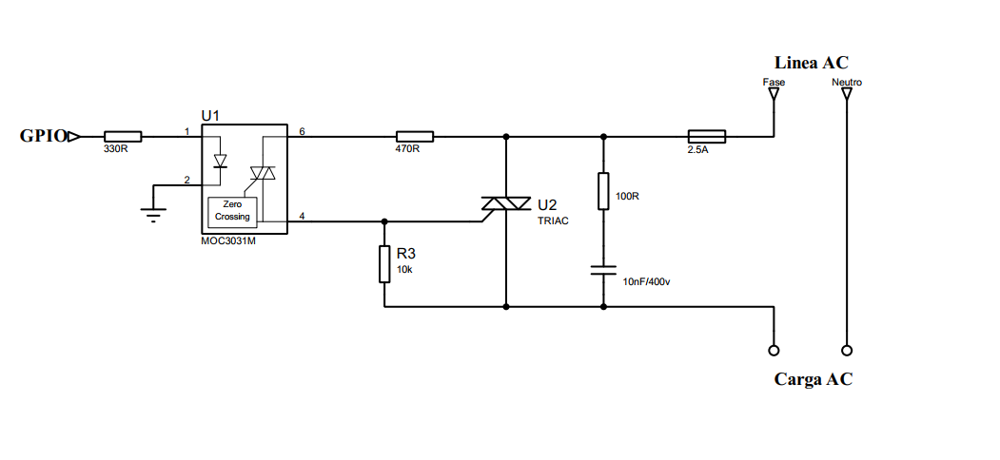 Linea AC
Fase
Neutro
U1
GPIO
1
6
330R
470R
2.5A
2
Zero
Crossing
4
MOC3031M
U2
TRIAC
100R
R3
10k
10nF/400v
Carga AC